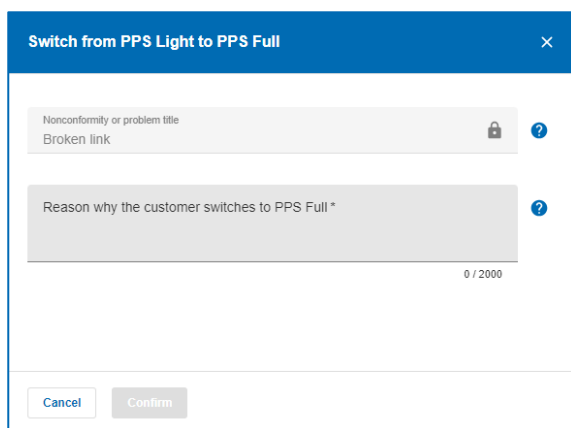 Switch from PPS Light to PPS Full
Nonconformity or problem title
Broken link
Reason why the customer switches to PPS Full *
0 / 2000
Cancel
Confirm